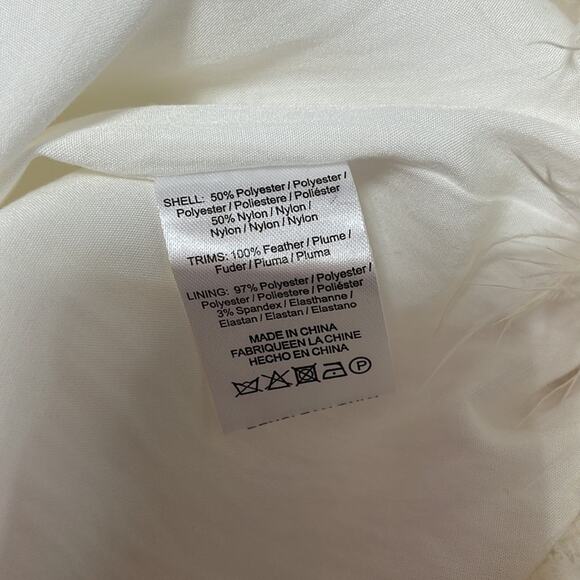 SHELL: 50% Polyester / Polyester /
Polyester / Poliestere / Poliéster
50% Nylon / Nylon /
Nylon / Nylon / Nylon
TRIMS: 100% Feather / Plume /
Fuder / Pluma / Pluma
LINING: 97% Polyester / Polyester /
Polyester / Poliestere / Poliéster
3% Spandex / Elasthanne /
Elastan / Elastan / Elastano
MADE IN CHINA
FABRIQUEEN LA CHINE
HECHO EN CHINA
P